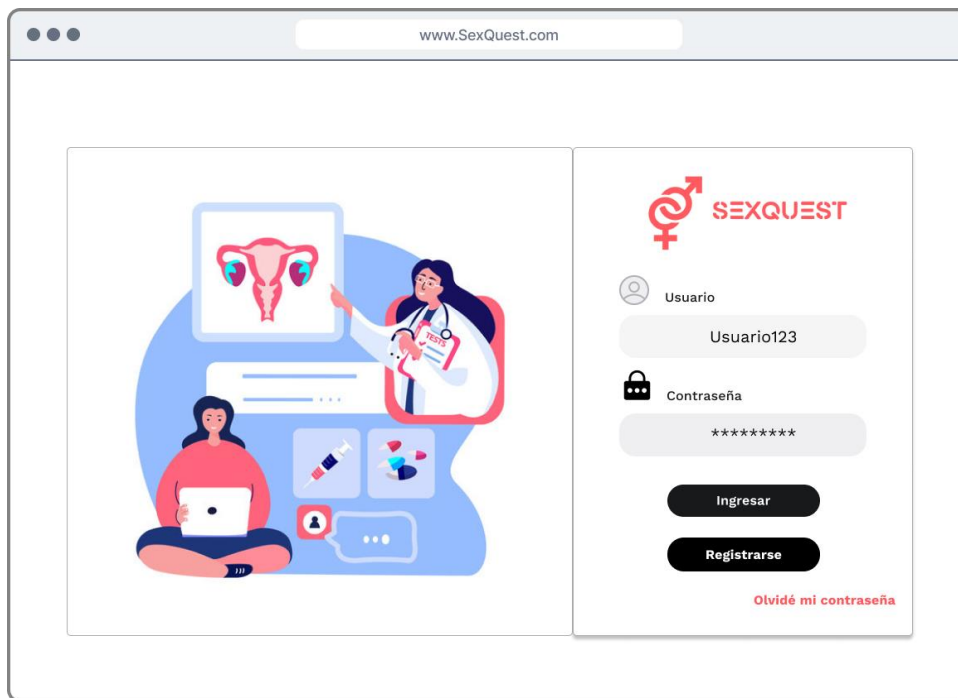 www.SexQuest.com
TESTS
SEXQUEST
Usuario
Usuario123
Contraseña
*********
Ingresar
Registrarse
Olvidé mi contraseña